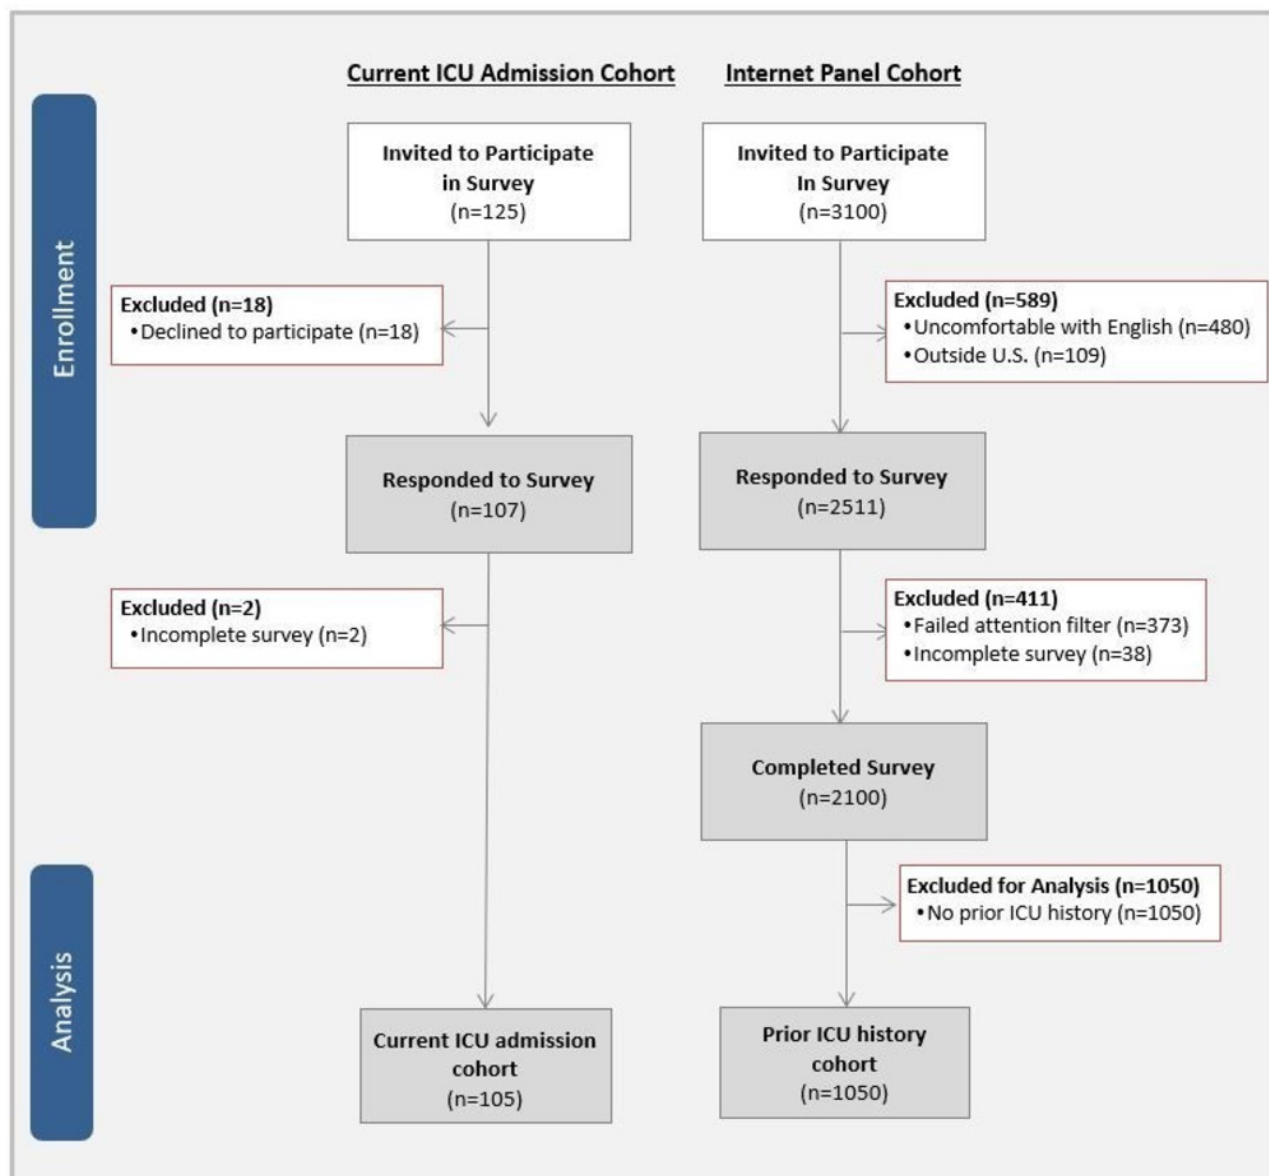 Current ICU Admission Cohort
Internet Panel Cohort
Enrollment
Invited to Participate
in Survey
(n=125)
Invited to Participate
In Survey
(n=3100)
Excluded (n=18)
•Declined to participate (n=18)
Excluded (n=589)
•Uncomfortable with English (n=480)
•Outside U.S. (n=109)
Responded to Survey
(n=107)
Responded to Survey
(n=2511)
Excluded (n=2)
•Incomplete survey (n=2)
Excluded (n=411)
•Failed attention filter (n=373)
•Incomplete survey (n=38)
Completed Survey
(n=2100)
Analysis
Excluded for Analysis (n=1050)
•No prior ICU history (n=1050)
Current ICU admission
cohort
(n=105)
Prior ICU history
cohort
(n=1050)